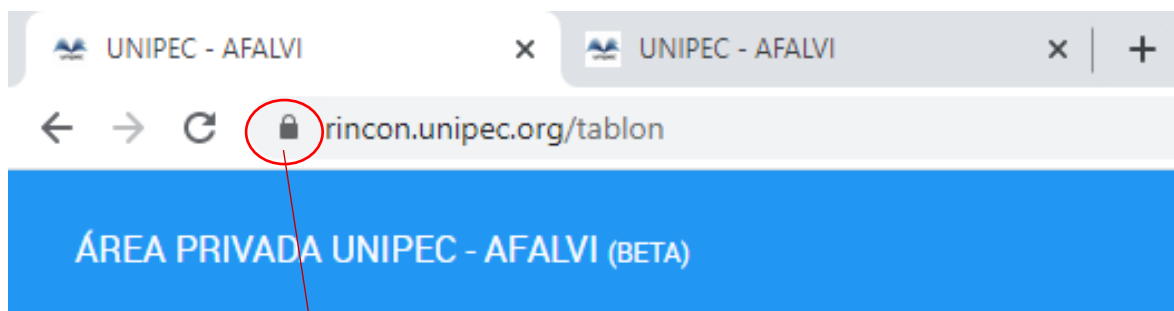 UNIPEC - AFALVI UNIPEC - AFALVI
rincon.unipec.org/tablon
ÁREA PRIVADA UNIPEC - AFALVI (BETA)